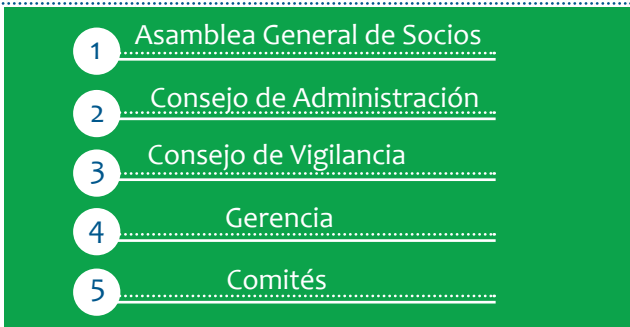 1 Asamblea General de Socios
2 Consejo de Administración
3 Consejo de Vigilancia
4 Gerencia
5 Comités